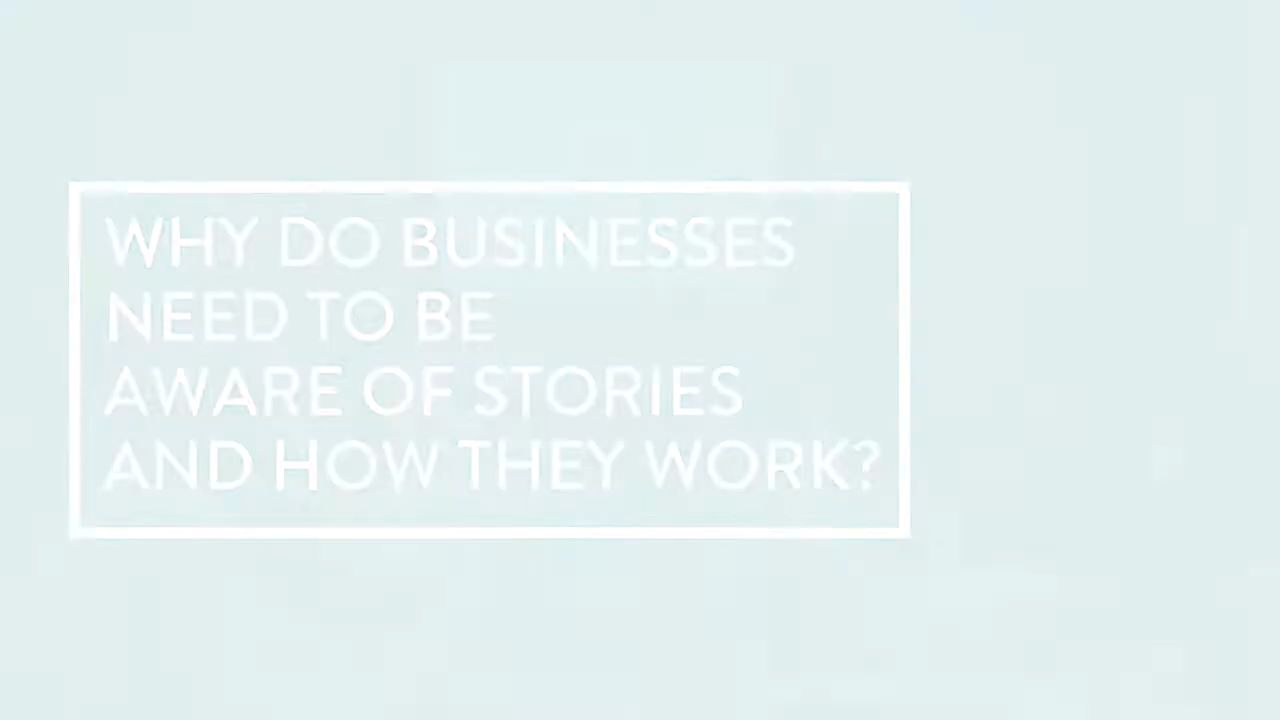 WHY DO BUSINESSES
NEED TO BE
AWARE OF STORIES
AND HOW THEY WORK?